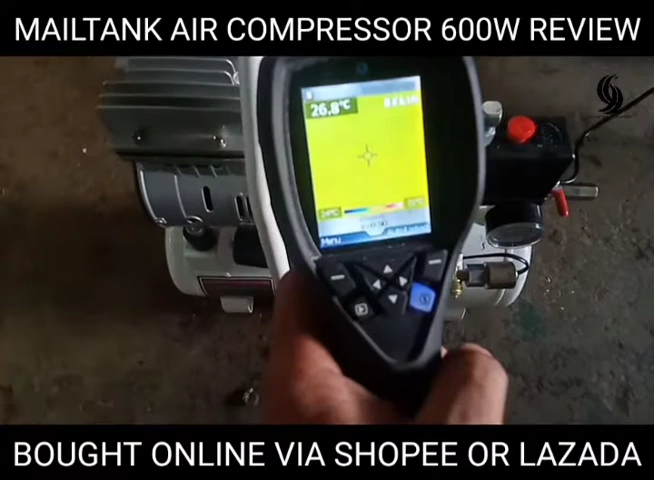 MAILTANK AIR COMPRESSOR 600W REVIEW
26.8°C
Menu
BOUGHT ONLINE VIA SHOPEE OR LAZADA